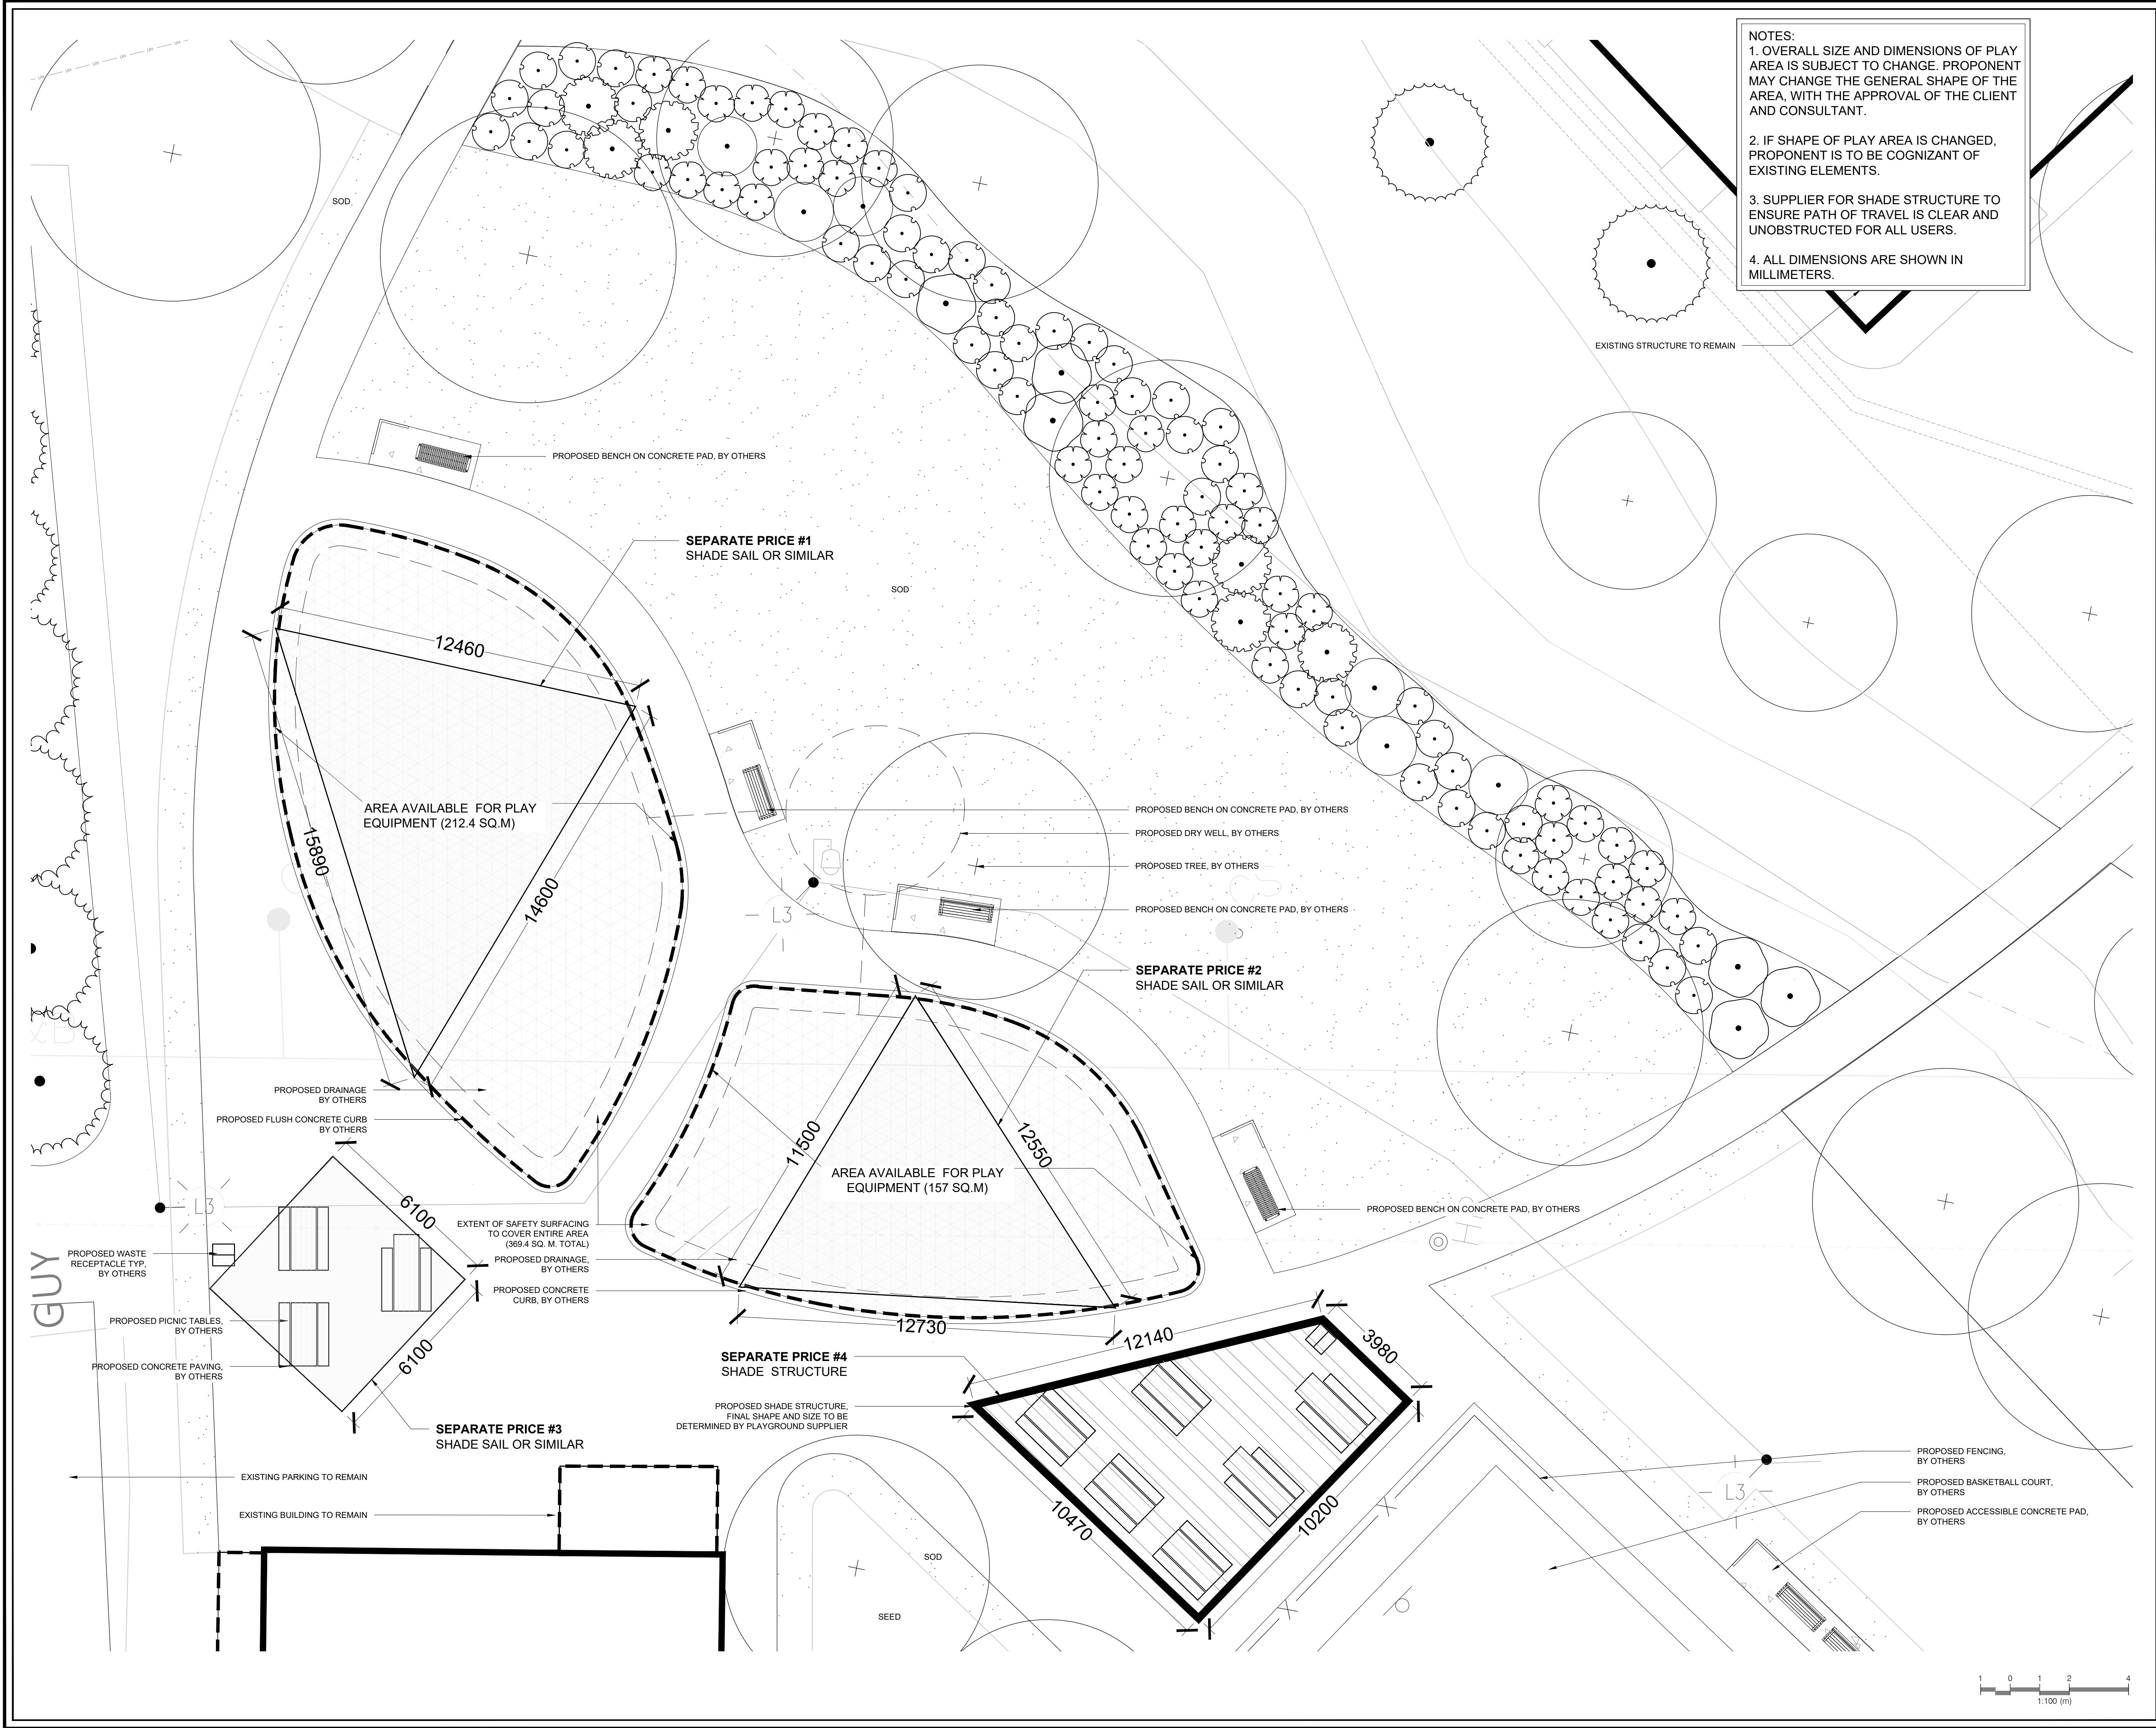 NOTES:
1. OVERALL SIZE AND DIMENSIONS OF PLAY
AREA IS SUBJECT TO CHANGE. PROPONENT
MAY CHANGE THE GENERAL SHAPE OF THE
AREA, WITH THE APPROVAL OF THE CLIENT
AND CONSULTANT.
2. IF SHAPE OF PLAY AREA IS CHANGED,
PROPONENT IS TO BE COGNIZANT OF
EXISTING ELEMENTS.
3. SUPPLIER FOR SHADE STRUCTURE TO
ENSURE PATH OF TRAVEL IS CLEAR AND
UNOBSTRUCTED FOR ALL USERS.
4. ALL DIMENSIONS ARE SHOWN IN
MILLIMETERS.
SOD
EXISTING STRUCTURE TO REMAIN
PROPOSED BENCH ON CONCRETE PAD, BY OTHERS
SEPARATE PRICE #1
SHADE SAIL OR SIMILAR
SOD
12460
AREA AVAILABLE FOR PLAY
EQUIPMENT (212.4 SQ.M)
15890
14600
PROPOSED BENCH ON CONCRETE PAD, BY OTHERS
PROPOSED DRY WELL, BY OTHERS
PROPOSED TREE, BY OTHERS
PROPOSED BENCH ON CONCRETE PAD, BY OTHERS
L3
SEPARATE PRICE #2
SHADE SAIL OR SIMILAR
PROPOSED DRAINAGE
BY OTHERS
PROPOSED FLUSH CONCRETE CURB
BY OTHERS
11500
12550
AREA AVAILABLE FOR PLAY
EQUIPMENT (157 SQ.M)
L3
6100
EXTENT OF SAFETY SURFACING
TO COVER ENTIRE AREA
(369.4 SQ. M. TOTAL)
PROPOSED DRAINAGE,
BY OTHERS
PROPOSED CONCRETE
CURB, BY OTHERS
PROPOSED BENCH ON CONCRETE PAD, BY OTHERS
PROPOSED WASTE
RECEPTACLE TYP,
BY OTHERS
GUY
PROPOSED PICNIC TABLES,
BY OTHERS
PROPOSED CONCRETE PAVING,
BY OTHERS
6100
12730
12140
3980
SEPARATE PRICE #4
SHADE STRUCTURE
PROPOSED SHADE STRUCTURE,
FINAL SHAPE AND SIZE TO BE
DETERMINED BY PLAYGROUND SUPPLIER
SEPARATE PRICE #3
SHADE SAIL OR SIMILAR
EXISTING PARKING TO REMAIN
EXISTING BUILDING TO REMAIN
10470
10200
PROPOSED FENCING,
BY OTHERS
PROPOSED BASKETBALL COURT,
BY OTHERS
PROPOSED ACCESSIBLE CONCRETE PAD,
BY OTHERS
L3
SOD
SEED
1 0 1 2 4
1:100 (m)